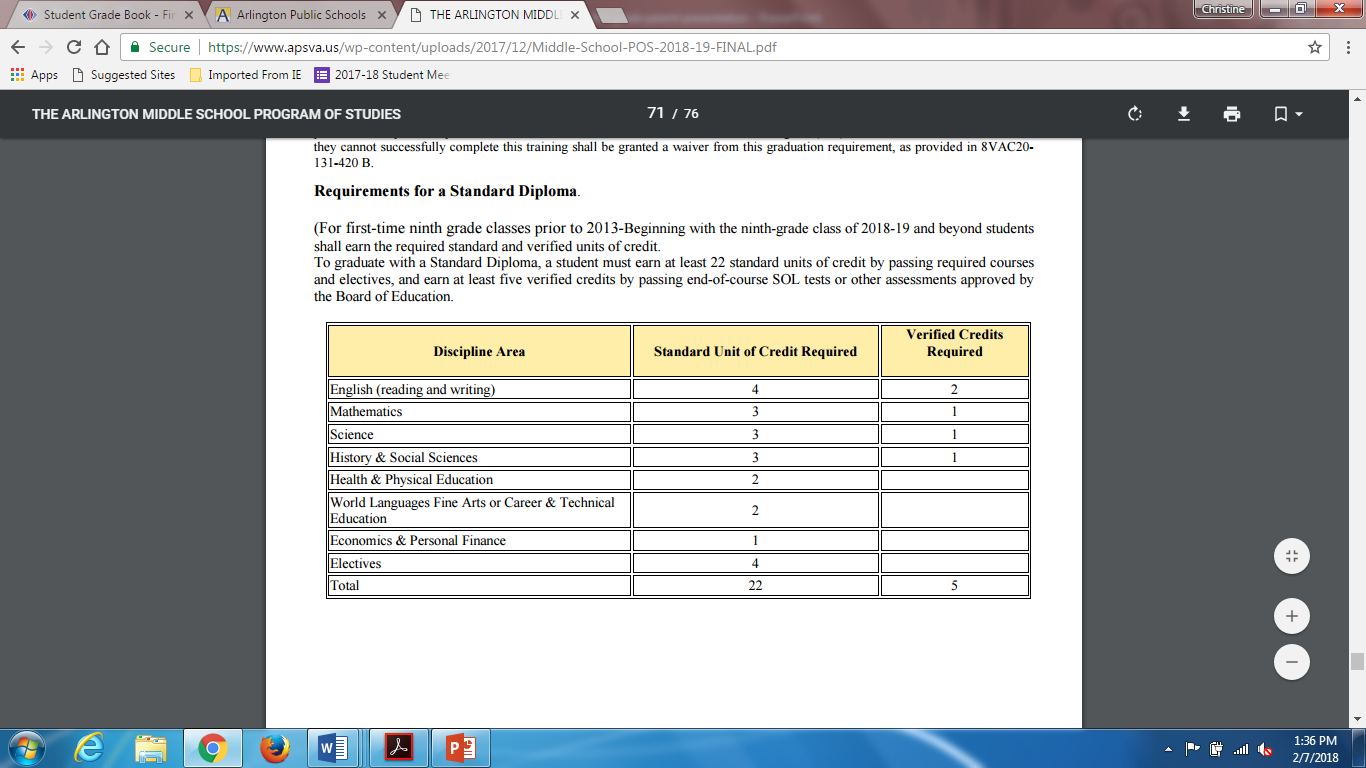 Student Grade Book - Fir
Arlington Public Schools
THE ARLINGTON MIDDL
Christine
Secure
https://www.apsva.us/wp-content/uploads/2017/12/Middle-School-POS-2018-19-FINAL.pdf
Apps
Suggested Sites
Imported From IE
2017-18 Student Mee
THE ARLINGTON MIDDLE SCHOOL PROGRAM OF STUDIES
71 / 76
they cannot successfully complete this training shall be granted a waiver from this graduation requirement, as provided in 8VAC20-
131-420 B.
Requirements for a Standard Diploma.
(For first-time ninth grade classes prior to 2013-Beginning with the ninth-grade class of 2018-19 and beyond students
shall earn the required standard and verified units of credit.
To graduate with a Standard Diploma, a student must earn at least 22 standard units of credit by passing required courses
and electives, and earn at least five verified credits by passing end-of-course SOL tests or other assessments approved by
the Board of Education.
Discipline Area
Standard Unit of Credit Required
Verified Credits
Required
English (reading and writing) 4 2
Mathematics 3 1
Science 3 1
History & Social Sciences 3 1
Health & Physical Education 2
World Languages Fine Arts or Career & Technical
Education
2
Economics & Personal Finance 1
Electives 4
Total 22 5
1:36 PM
2/7/2018